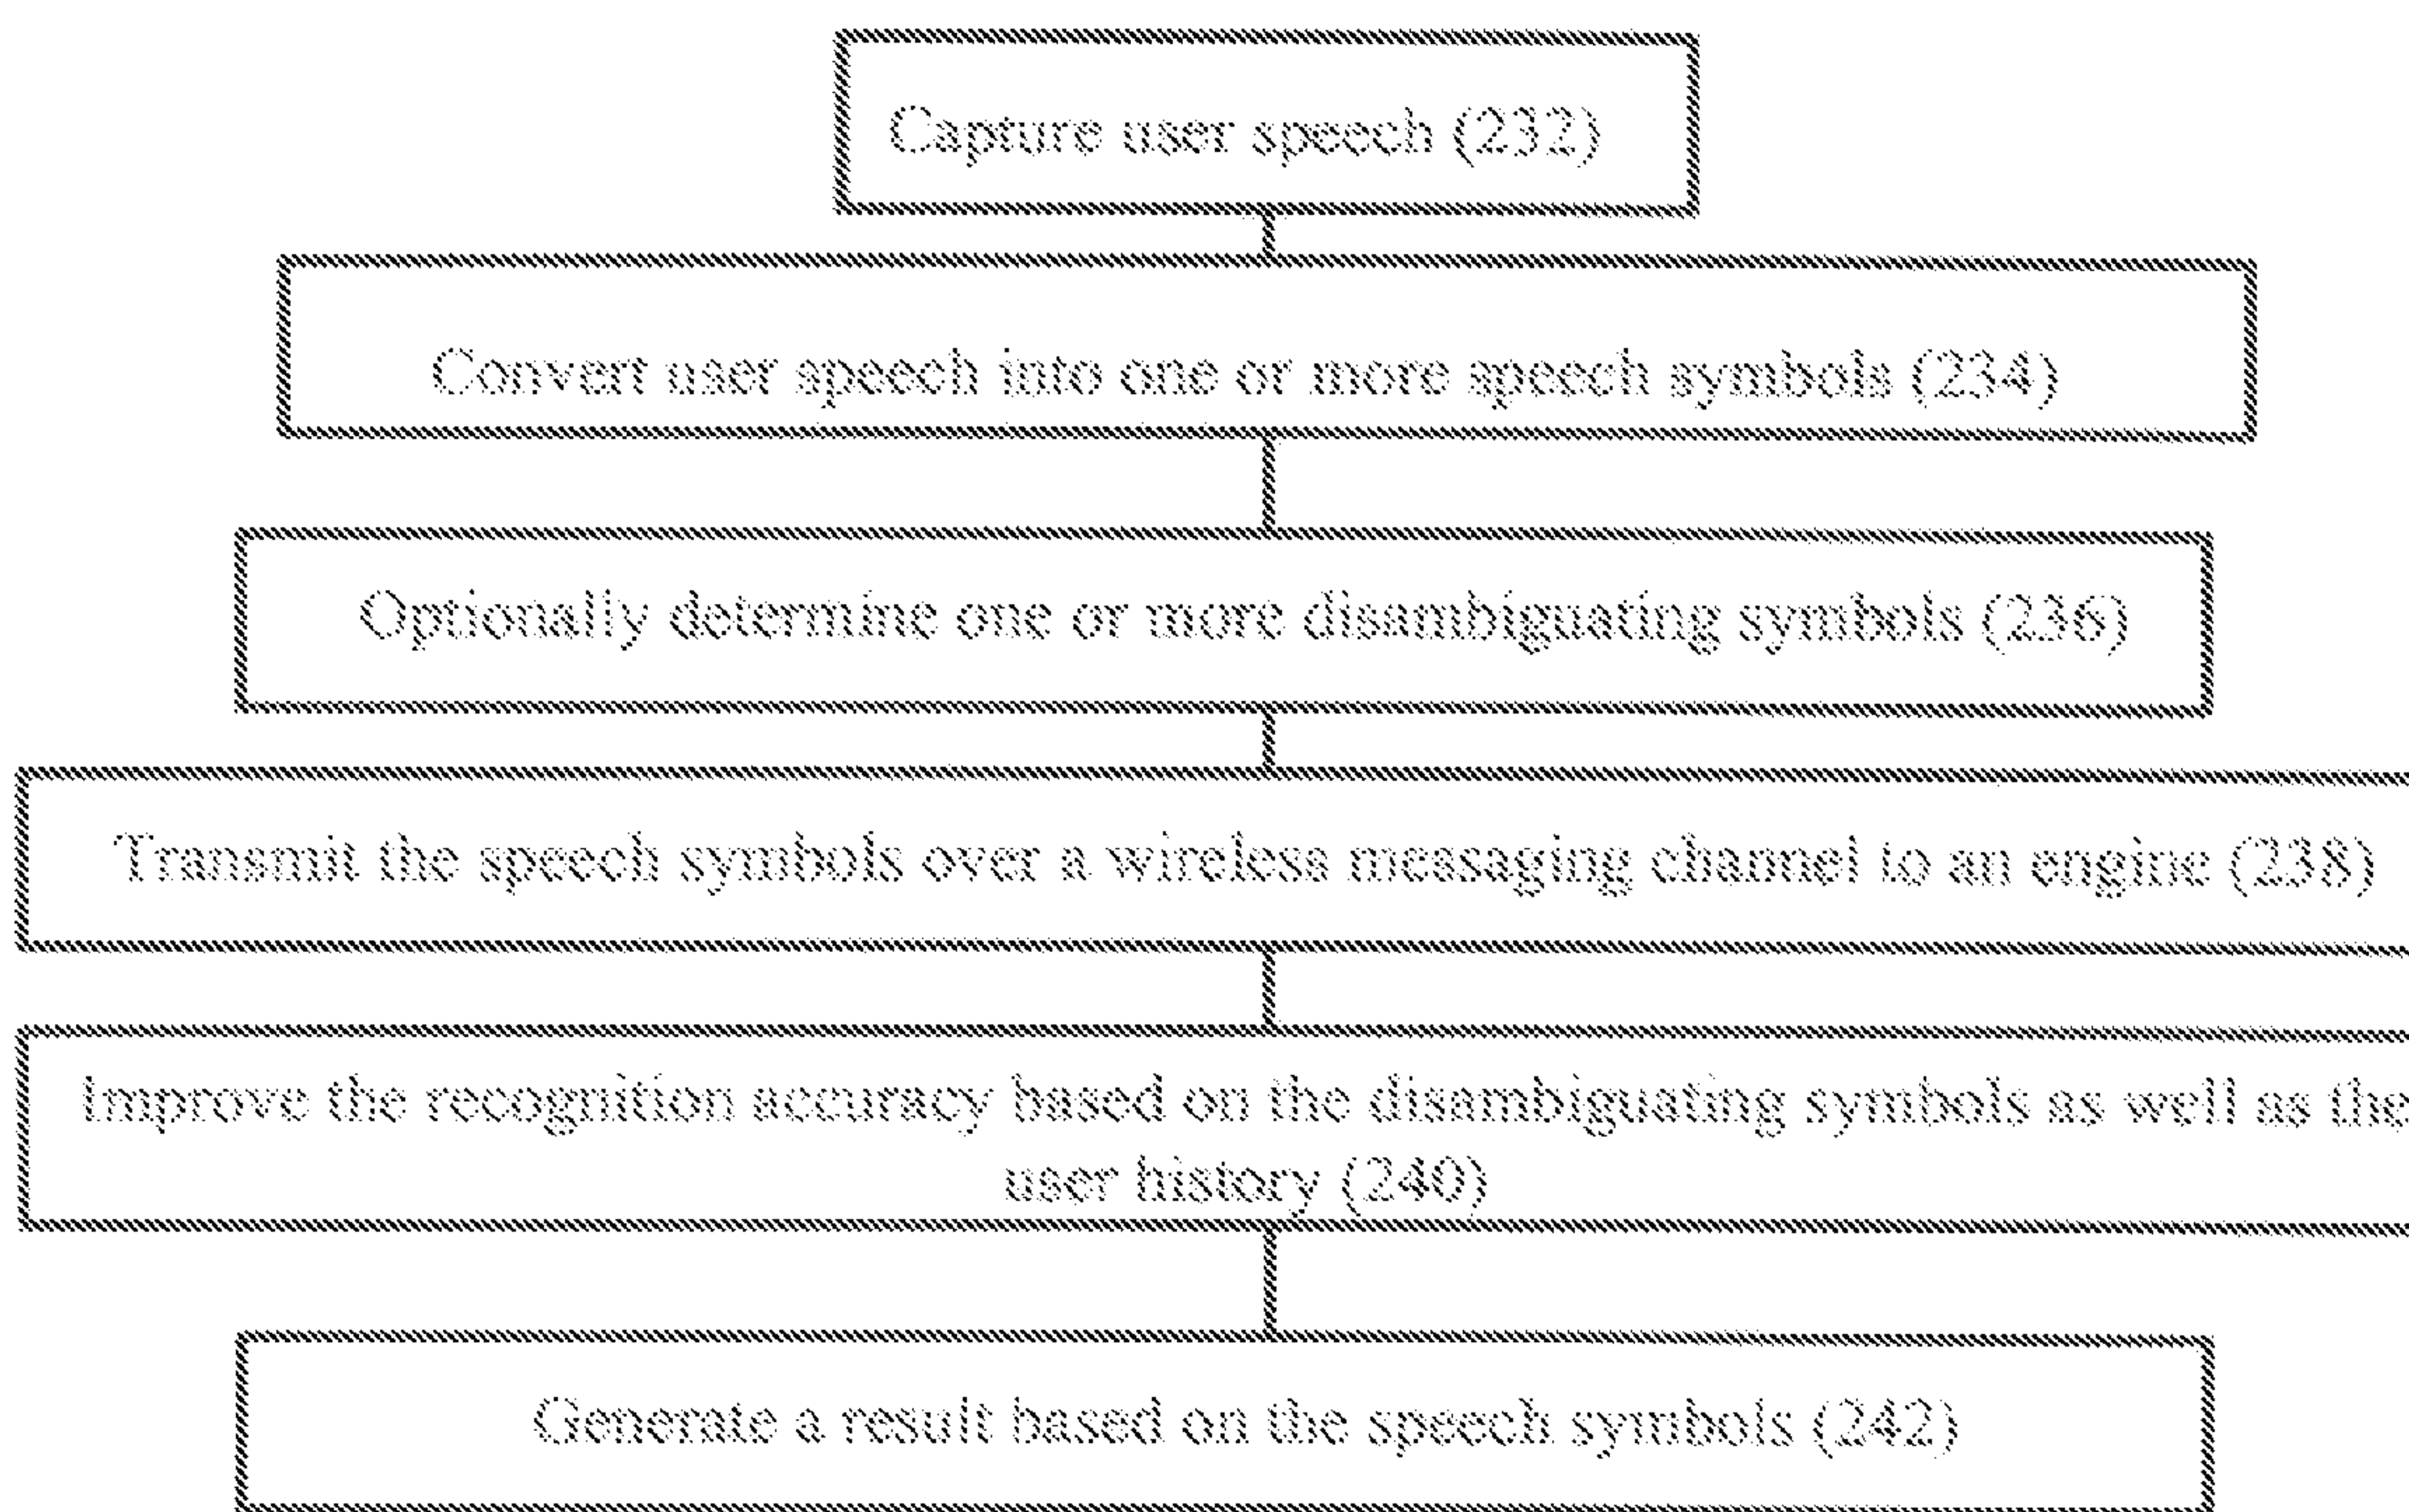 Capture user speech (232)
Convert user speech into one or more speech symbols (234)
Optionally determine one or more disambiguating symbols (236)
Transmit the speech symbols over a wireless messaging channel to an engine (238)
Improve the recognition accuracy based on the disambiguating symbols as well as the
user history (240)
Generate a result based on the speech symbols (242)